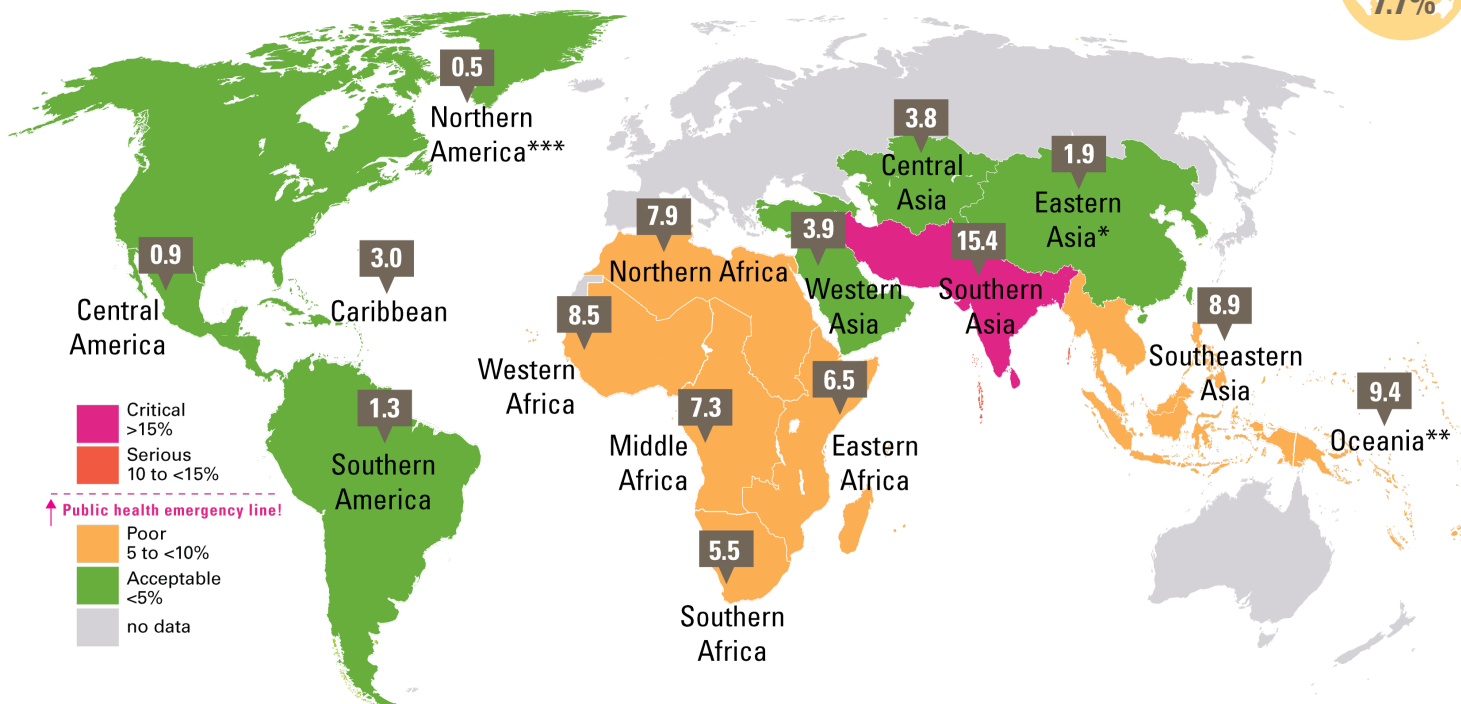 7.7%
0.5
Northern
America***
3.8
Central
Asia
1.9
Eastern
Asia*
7.9
Northern Africa
3.9
Western
Asia
15.4
Southern
Asia
0.9
Central
America
3.0
Caribbean
8.5
Western
Africa
8.9
Southeastern
Asia
6.5
Eastern
Africa
7.3
Middle
Africa
9.4
Oceania**
1.3
Southern
America
5.5
Southern
Africa
Critical
>15%
Serious
10 to <15%
Public health emergency line!
Poor
5 to <10%
Acceptable
<5%
no data